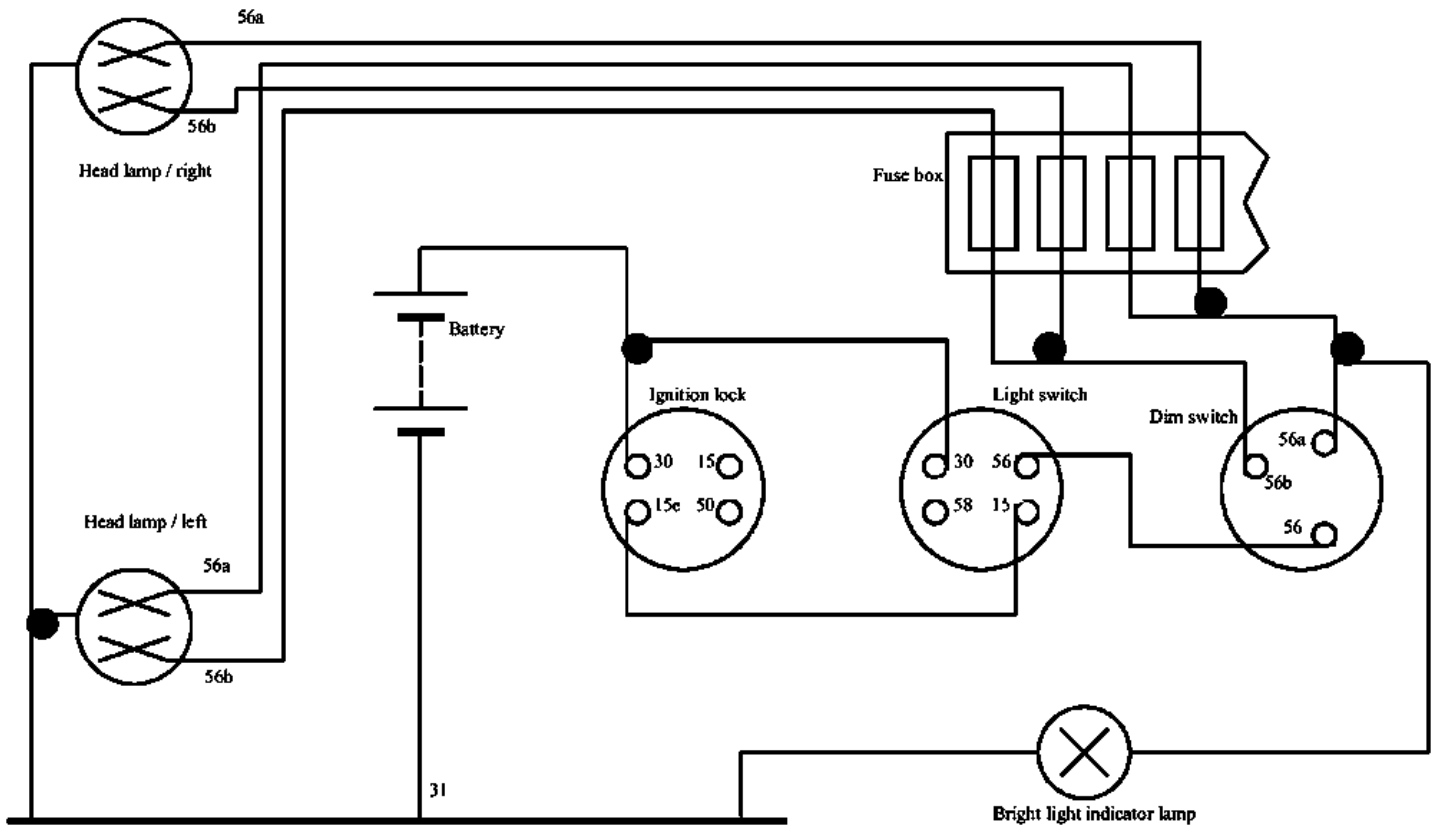 56a
56b
Head lamp / right
Fuse box
Battery
Ignition lock
Light switch
Dim switch
30 15
15e 50
30 56
58 15
56a
56b
56
Head lamp / left
56a
56b
31
Bright light indicator lamp